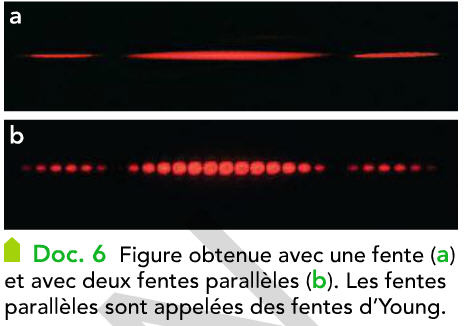 a
b
Doc. 6 Figure obtenue avec une fente (a)
et avec deux fentes parallèles (b). Les fentes
parallèles sont appelées des fentes d'Young.